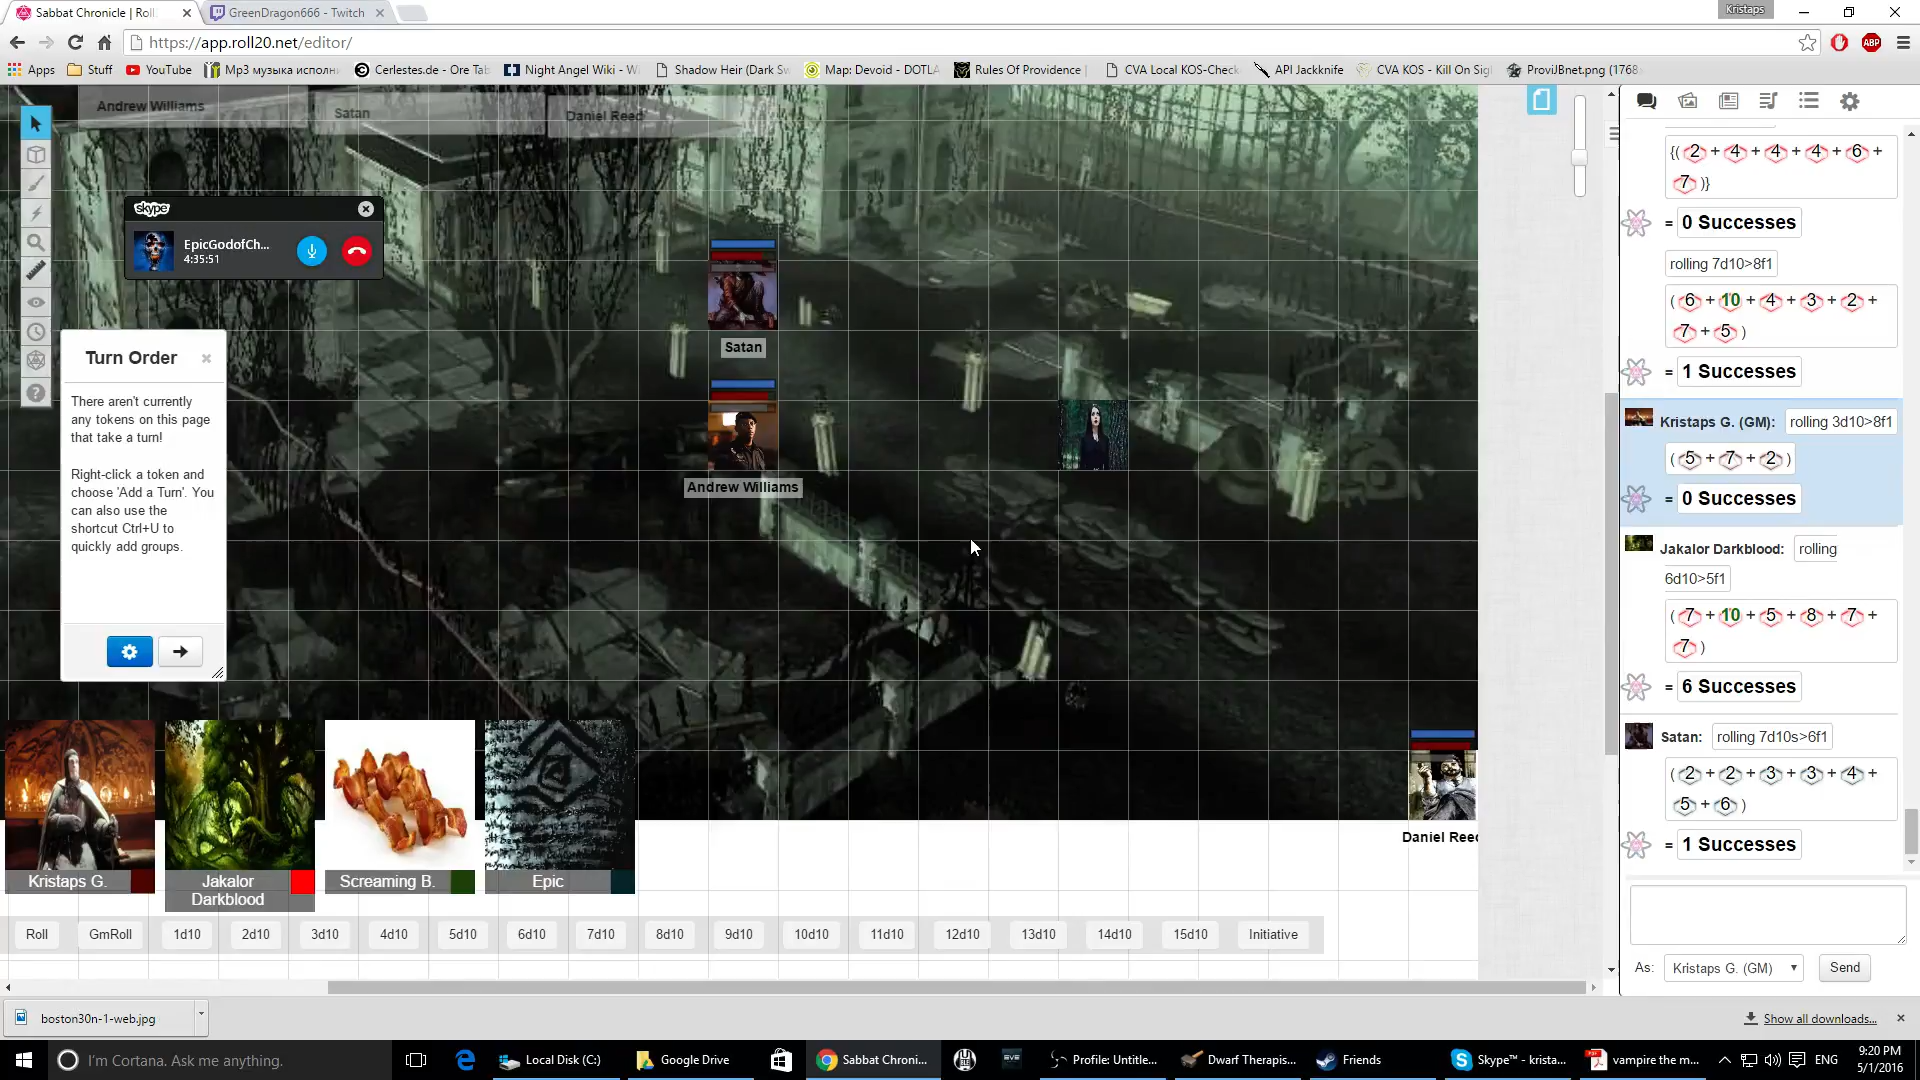 Sabbat Chronicle | Roll
GreenDragon666 - Twitch
Kristaps
https://app.roll20.net/editor/
Apps
Stuff
YouTube
Mp3 музыка исполни
Cerlestes.de - Ore Tab
Night Angel Wiki - Wi
Shadow Heir (Dark Sw
Map: Devoid - DOTLA
Rules Of Providence |
CVA Local KOS-Check
API Jackknife
CVA KOS - Kill On Sigl
ProviJBnet.png (1768
ABP
Andrew Williams
Satan
Daniel Reed
skype
EpicGodofCh...
4:35:51
Turn Order
There aren't currently
any tokens on this page
that take a turn!
Right-click a token and
choose 'Add a Turn'. You
can also use the
shortcut Ctrl+U to
quickly add groups.
Satan
Andrew Williams
Daniel Reed
Kristaps G.
Jakalor
Darkblood
Screaming B.
Epic
Roll
GmRoll
1d10
2d10
3d10
4d10
5d10
6d10
7d10
8d10
9d10
10d10
11d10
12d10
13d10
14d10
15d10
Initiative
{( 2 + 4 + 4 + 4 + 6 +
7 )}
= 0 Successes
rolling 7d10>8f1
( 6 + 10 + 4 + 3 + 2 +
7 + 5 )
= 1 Successes
Kristaps G. (GM): rolling 3d10>8f1
( 5 + 7 + 2 )
= 0 Successes
Jakalor Darkblood: rolling
6d10>5f1
( 7 + 10 + 5 + 8 + 7 +
7 )
= 6 Successes
Satan: rolling 7d10s>6f1
( 2 + 2 + 3 + 3 + 4 +
5 + 6 )
= 1 Successes
As: Kristaps G. (GM)
Send
boston30n-1-web.jpg
Show all downloads...
I'm Cortana. Ask me anything.
Local Disk (C:)
Google Drive
Sabbat Chroni...
EVE
Profile: Untitle...
Dwarf Therapis...
Friends
Skype™ - krista...
vampire the m...
ENG
9:20 PM
5/1/2016